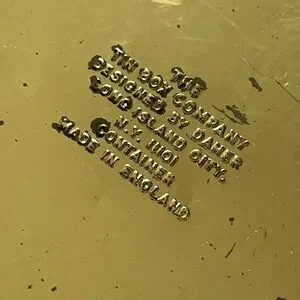 THE
TIN BOX COMPANY
DESIGNED BY DAHER
LONG ISLAND CITY,
N.Y. 11101
CONTAINER
MADE IN ENGLAND